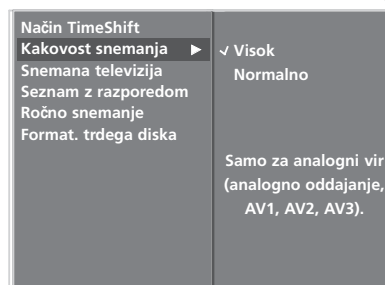 Način TimeShift
Kakovost snemanja
Snemana televizija
Seznam z razporedom
Ročno snemanje
Format. trdega diska
Visok
Normalno
Samo za analogni vir
(analogno oddajanje,
AV1, AV2, AV3).